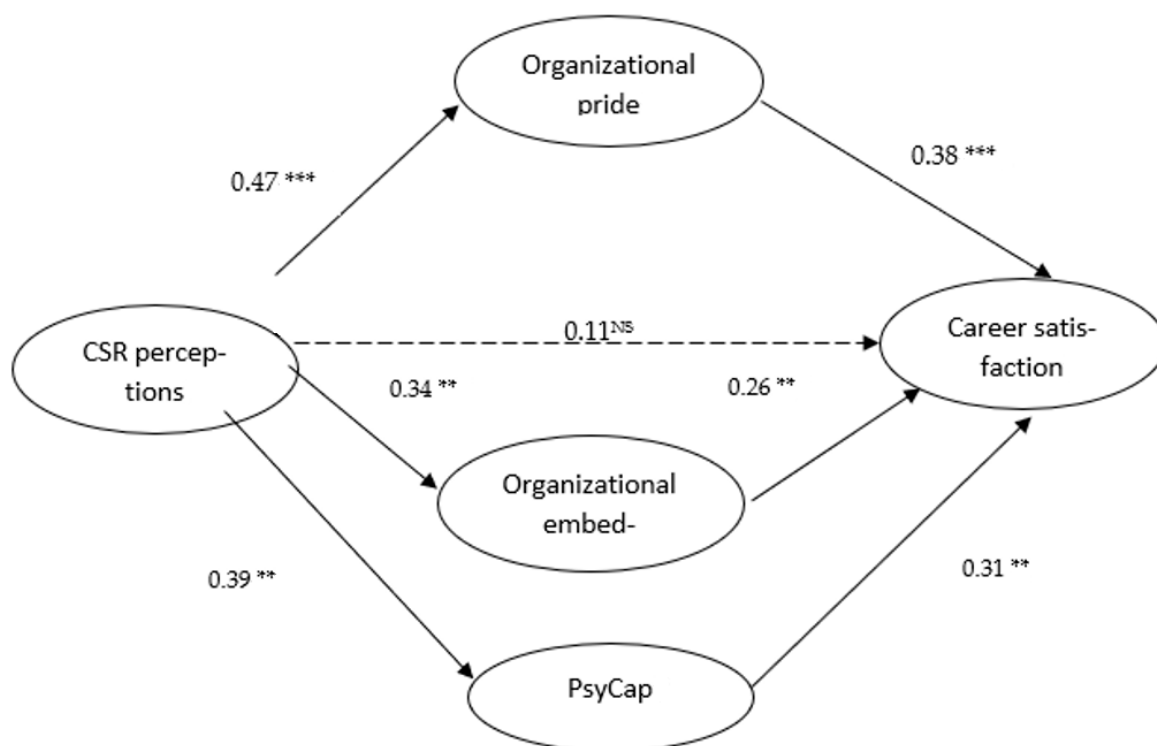 Organizational
pride
0.47 ***
0.38 ***
CSR percep-
tions
0.11NS
Career satis-
faction
0.34 **
0.26 **
Organizational
embed-
0.39 **
0.31 **
PsyCap